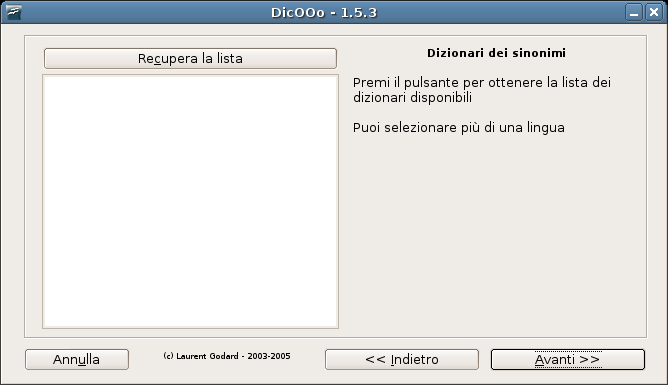 DicOOo - 1.5.3
Recupera la lista
Dizionari dei sinonimi
Premi il pulsante per ottenere la lista dei
dizionari disponibili
Puoi selezionare più di una lingua
Annulla
(c) Laurent Godard - 2003-2005
<< Indietro
Avanti >>